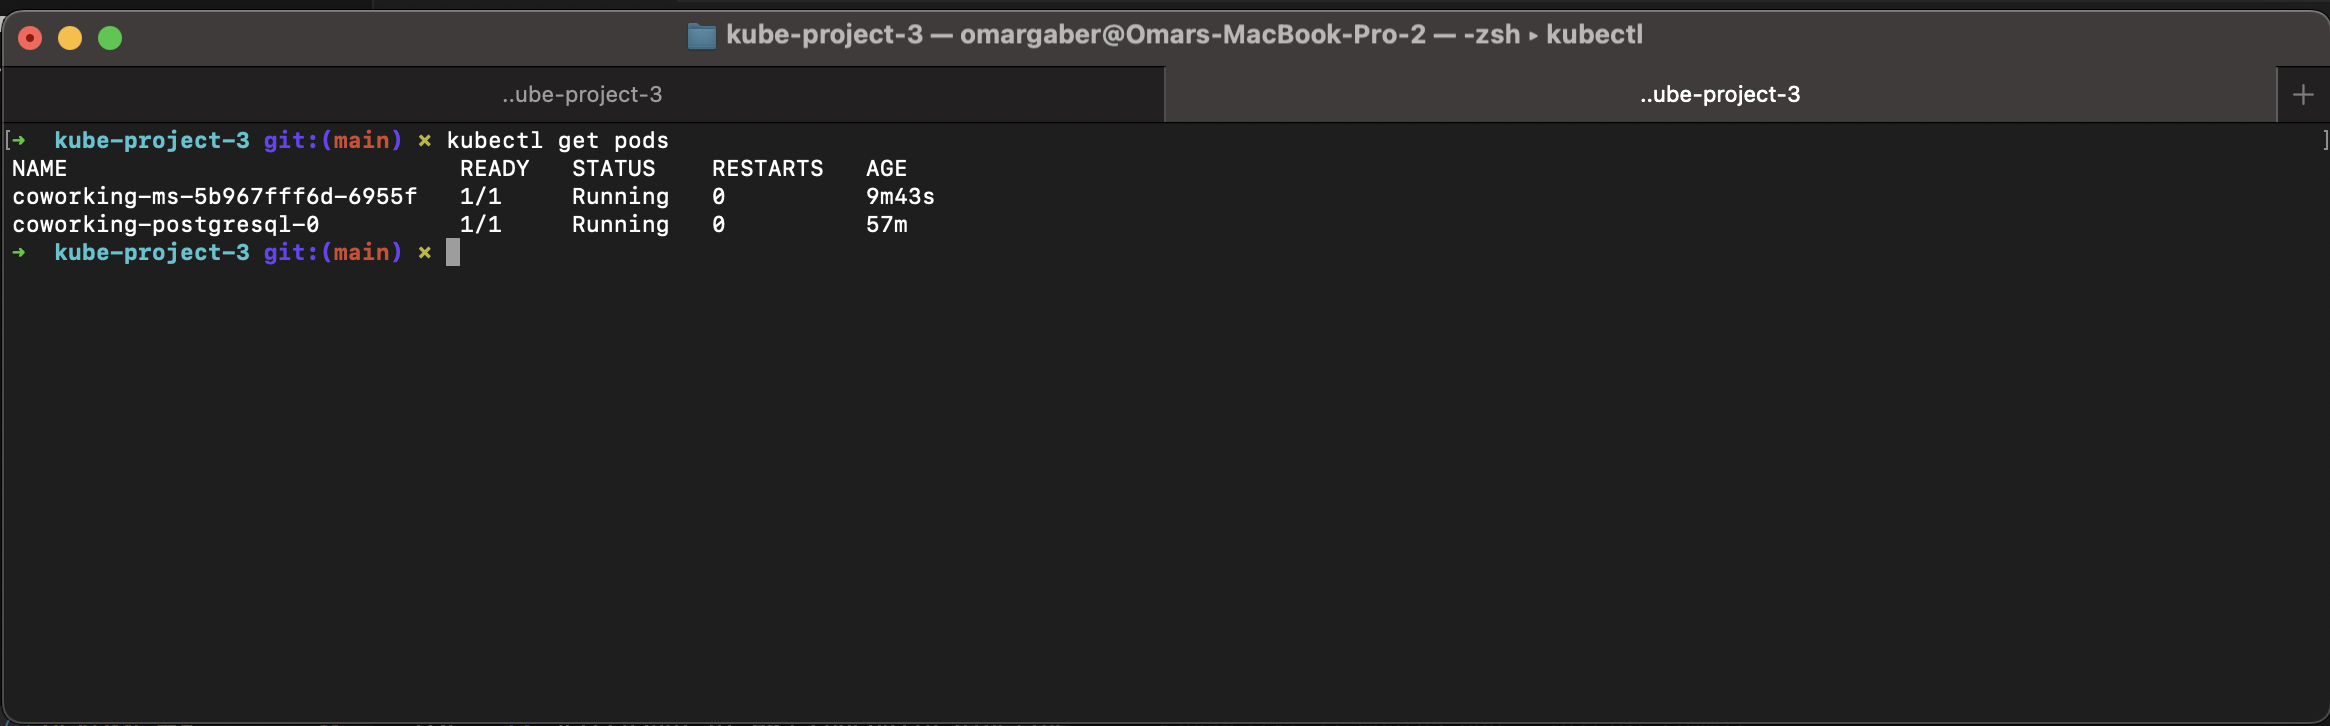 kube-project-3 — omargaber@Omars-MacBook-Pro-2 — -zsh ▸ kubectl
..ube-project-3 ..ube-project-3 +
[➜ kube-project-3 git:(main) ✗ kubectl get pods ]
NAME READY STATUS RESTARTS AGE
coworking-ms-5b967fff6d-6955f 1/1 Running 0 9m43s
coworking-postgresql-0 1/1 Running 0 57m
➜ kube-project-3 git:(main) ✗